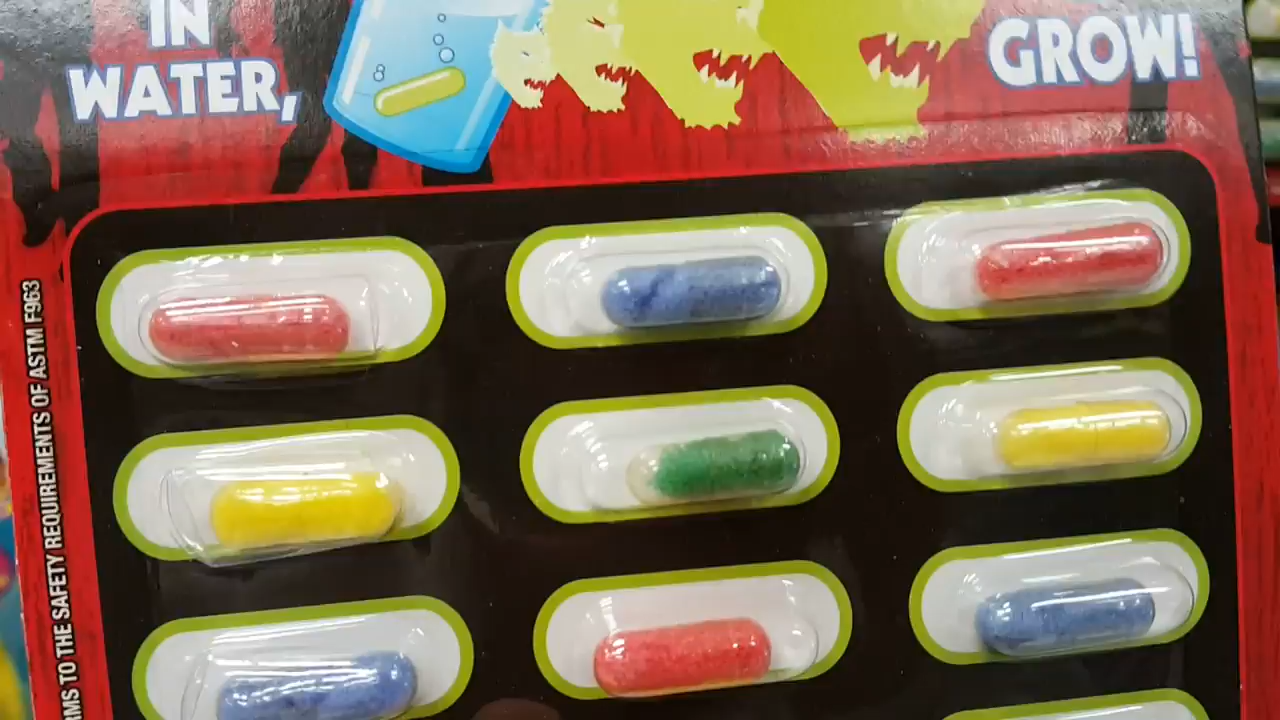 IN
WATER,
GROW!
RMS TO THE SAFETY REQUIREMENTS OF ASTM F963